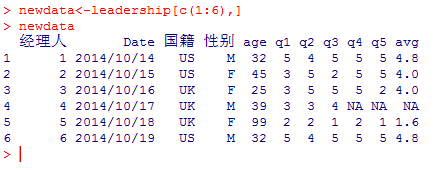 > newdata<-leadership[c(1:6),]
> newdata
经理人 Date 国籍 性别 age q1 q2 q3 q4 q5 avg
1 1 2014/10/14 US M 32 5 4 5 5 5 4.8
2 2 2014/10/15 US F 45 3 5 2 5 5 4.0
3 3 2014/10/16 UK F 25 3 5 5 5 2 4.0
4 4 2014/10/17 UK M 39 3 3 4 NA NA NA
5 5 2014/10/18 UK F 99 2 2 1 2 1 1.6
6 6 2014/10/19 US M 32 5 4 5 5 5 4.8
>